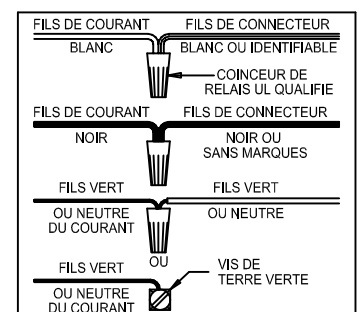 FILS DE COURANT FILS DE CONNECTEUR
BLANC BLANC OU IDENTIFIABLE
COINCEUR DE
RELAIS UL QUALIFIE
FILS DE COURANT FILS DE CONNECTEUR
NOIR NOIR OU
SANS MARQUES
FILS VERT FILS VERT
OU NEUTRE OU NEUTRE
DU COURANT
OU
FILS VERT VIS DE
TERRE VERTE
OU NEUTRE
DU COURANT